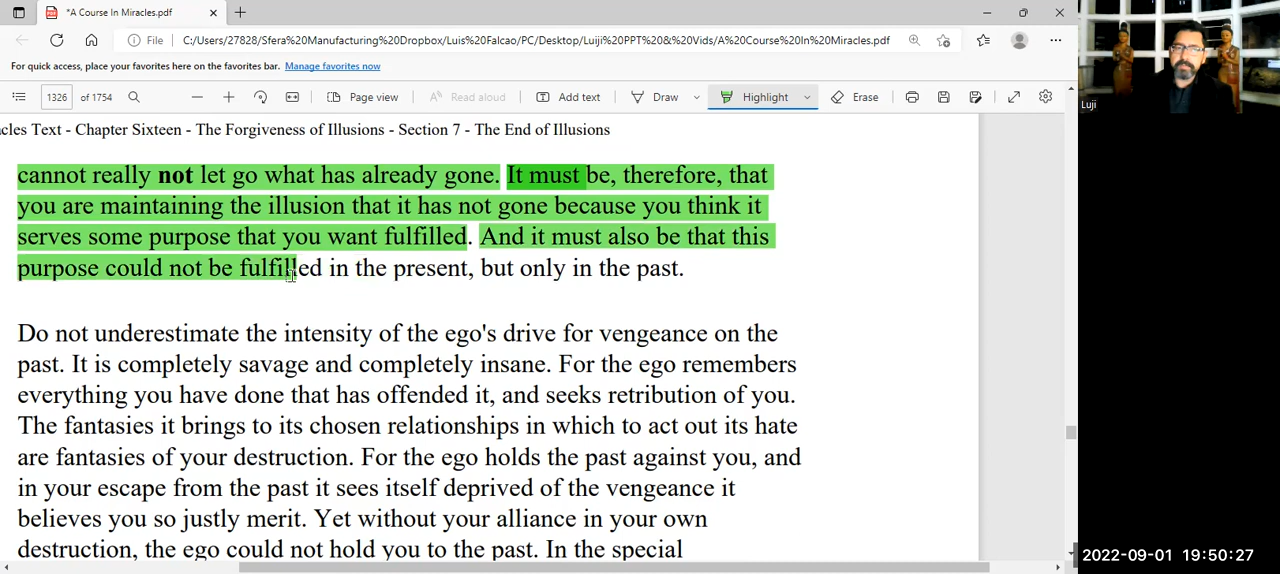 *A Course In Miracles.pdf
File C:/Users/27828/Sfera%20Manufacturing%20Dropbox/Luis%20Falcao/PC/Desktop/Luiji%20PPT%20&%20Vids/A%20Course%20In%20Miracles.pdf
For quick access, place your favorites here on the favorites bar. Manage favorites now
1326 of 1754 Page view Read aloud Add text Draw Highlight Erase
Luji
cles Text - Chapter Sixteen - The Forgiveness of Illusions - Section 7 - The End of Illusions
cannot really not let go what has already gone. It must be, therefore, that
you are maintaining the illusion that it has not gone because you think it
serves some purpose that you want fulfilled. And it must also be that this
purpose could not be fulfilled in the present, but only in the past.
Do not underestimate the intensity of the ego's drive for vengeance on the
past. It is completely savage and completely insane. For the ego remembers
everything you have done that has offended it, and seeks retribution of you.
The fantasies it brings to its chosen relationships in which to act out its hate
are fantasies of your destruction. For the ego holds the past against you, and
in your escape from the past it sees itself deprived of the vengeance it
believes you so justly merit. Yet without your alliance in your own
destruction, the ego could not hold you to the past. In the special
2022-09-01 19:50:27